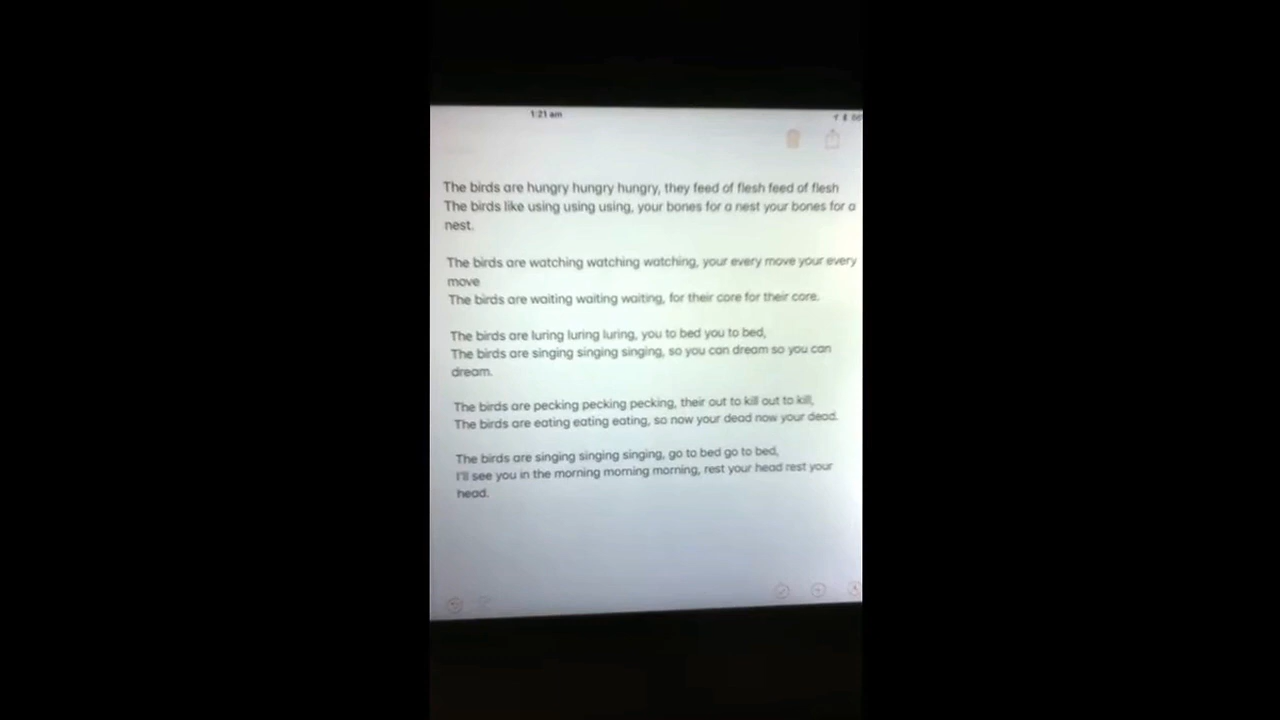 1:21 am
The birds are hungry hungry hungry, they feed of flesh feed of flesh
The birds like using using using, your bones for a nest your bones for a
nest.
The birds are watching watching watching, your every move your every
move
The birds are waiting waiting waiting, for their core for their core.
The birds are luring luring luring, you to bed you to bed,
The birds are singing singing singing, so you can dream so you can
dream.
The birds are pecking pecking pecking, their out to kill out to kill,
The birds are eating eating eating, so now your dead now your dead.
The birds are singing singing singing, go to bed go to bed,
I'll see you in the morning morning morning, rest your head rest your
head.